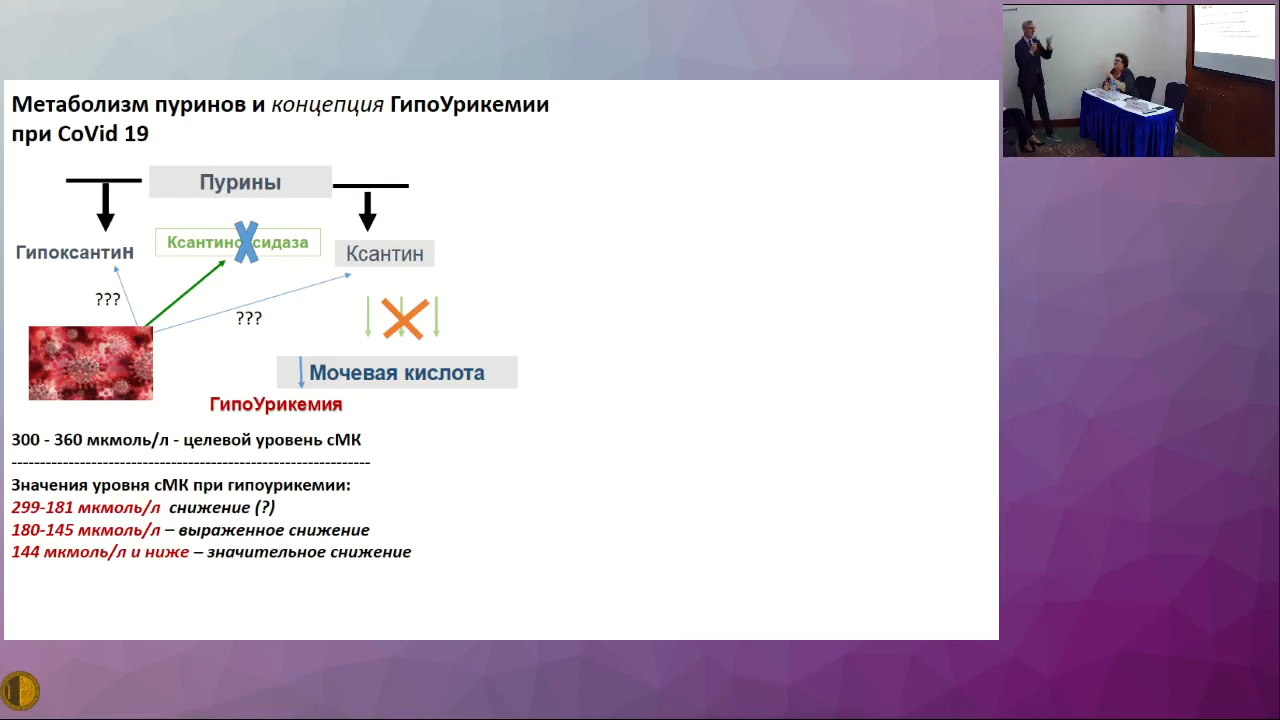 Метаболизм пуринов и концепция ГипоУрикемии
при CoVid 19
Пурины
Гипоксантин
Ксантиноксидаза
Ксантин
???
???
Мочевая кислота
ГипоУрикемия
300 - 360 мкмоль/л - целевой уровень сМК
--------------------------------------------------------------
Значения уровня сМК при гипоурикемии:
299-181 мкмоль/л снижение (?)
180-145 мкмоль/л – выраженное снижение
144 мкмоль/л и ниже – значительное снижение